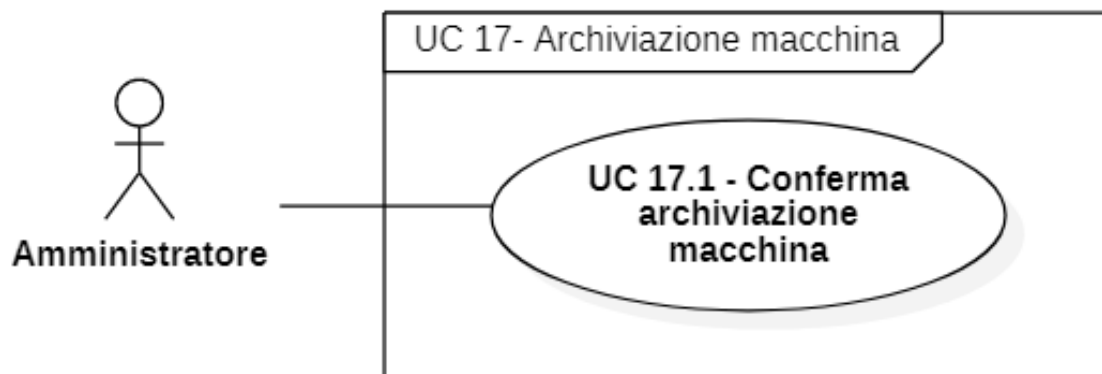 UC 17- Archiviazione macchina
UC 17.1 - Conferma
archiviazione
macchina
Amministratore